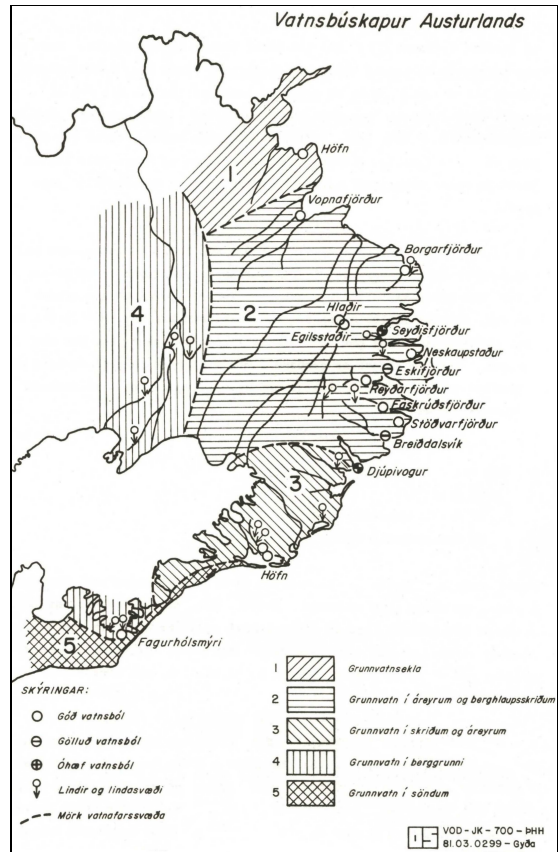 Vatnsbúskapur Austurlands
Höfn
1
Vopnafjörður
Borgarfjörður
4
2
Hlaðir
Egilsstaðir
Seyðisfjörður
Neskaupstaður
Eskifjörður
Reyðarfjörður
Fáskrúðsfjörður
Stöðvarfjörður
Breiðdalsvík
Djúpivogur
3
Höfn
5
Fagurhólsmýri
SKÝRINGAR:
Góð vatnsból
Gölluð vatnsból
Óhæf vatnsból
Lindir og lindasvæði
Mörk vatnafarssvæða
1 Grunnvatnsekla
2 Grunnvatn í áreyrum og berghlaupsskriðum
3 Grunnvatn í skriðum og áreyrum
4 Grunnvatn í berggrunni
5 Grunnvatn í söndum
VOD - JK - 700 - ÞHH
81.03.0299 - Gyða